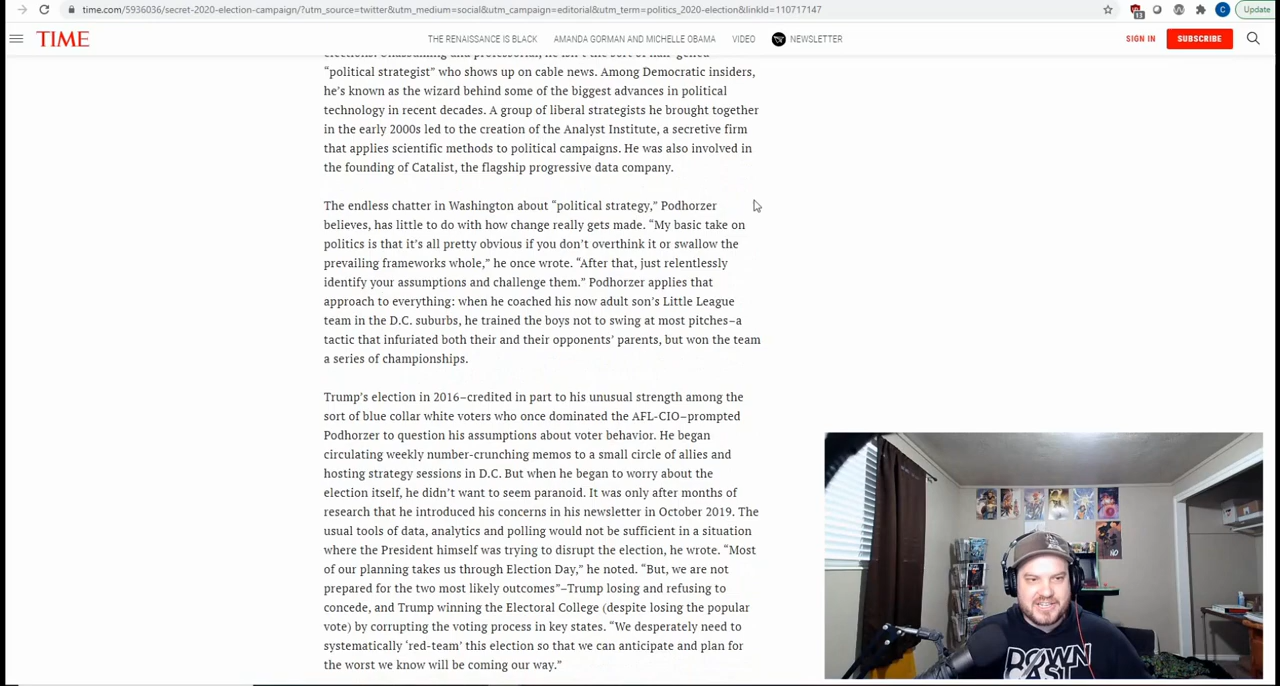 time.com/5936036/secret-2020-election-campaign/?utm_source=twitter&utm_medium=social&utm_campaign=editorial&utm_term=politics_2020-election&linkId=110717147
13
C
Update
TIME
THE RENAISSANCE IS BLACK
AMANDA GORMAN AND MICHELLE OBAMA
VIDEO
NEWSLETTER
SIGN IN
SUBSCRIBE
“political strategist” who shows up on cable news. Among Democratic insiders,
he’s known as the wizard behind some of the biggest advances in political
technology in recent decades. A group of liberal strategists he brought together
in the early 2000s led to the creation of the Analyst Institute, a secretive firm
that applies scientific methods to political campaigns. He was also involved in
the founding of Catalist, the flagship progressive data company.
The endless chatter in Washington about “political strategy,” Podhorzer
believes, has little to do with how change really gets made. “My basic take on
politics is that it’s all pretty obvious if you don’t overthink it or swallow the
prevailing frameworks whole,” he once wrote. “After that, just relentlessly
identify your assumptions and challenge them.” Podhorzer applies that
approach to everything: when he coached his now adult son’s Little League
team in the D.C. suburbs, he trained the boys not to swing at most pitches–a
tactic that infuriated both their and their opponents’ parents, but won the team
a series of championships.
Trump’s election in 2016–credited in part to his unusual strength among the
sort of blue collar white voters who once dominated the AFL-CIO–prompted
Podhorzer to question his assumptions about voter behavior. He began
circulating weekly number-crunching memos to a small circle of allies and
hosting strategy sessions in D.C. But when he began to worry about the
election itself, he didn’t want to seem paranoid. It was only after months of
research that he introduced his concerns in his newsletter in October 2019. The
usual tools of data, analytics and polling would not be sufficient in a situation
where the President himself was trying to disrupt the election, he wrote. “Most
of our planning takes us through Election Day,” he noted. “But, we are not
prepared for the two most likely outcomes”–Trump losing and refusing to
concede, and Trump winning the Electoral College (despite losing the popular
vote) by corrupting the voting process in key states. “We desperately need to
systematically ‘red-team’ this election so that we can anticipate and plan for
the worst we know will be coming our way.”
NO
DOWN
CAST